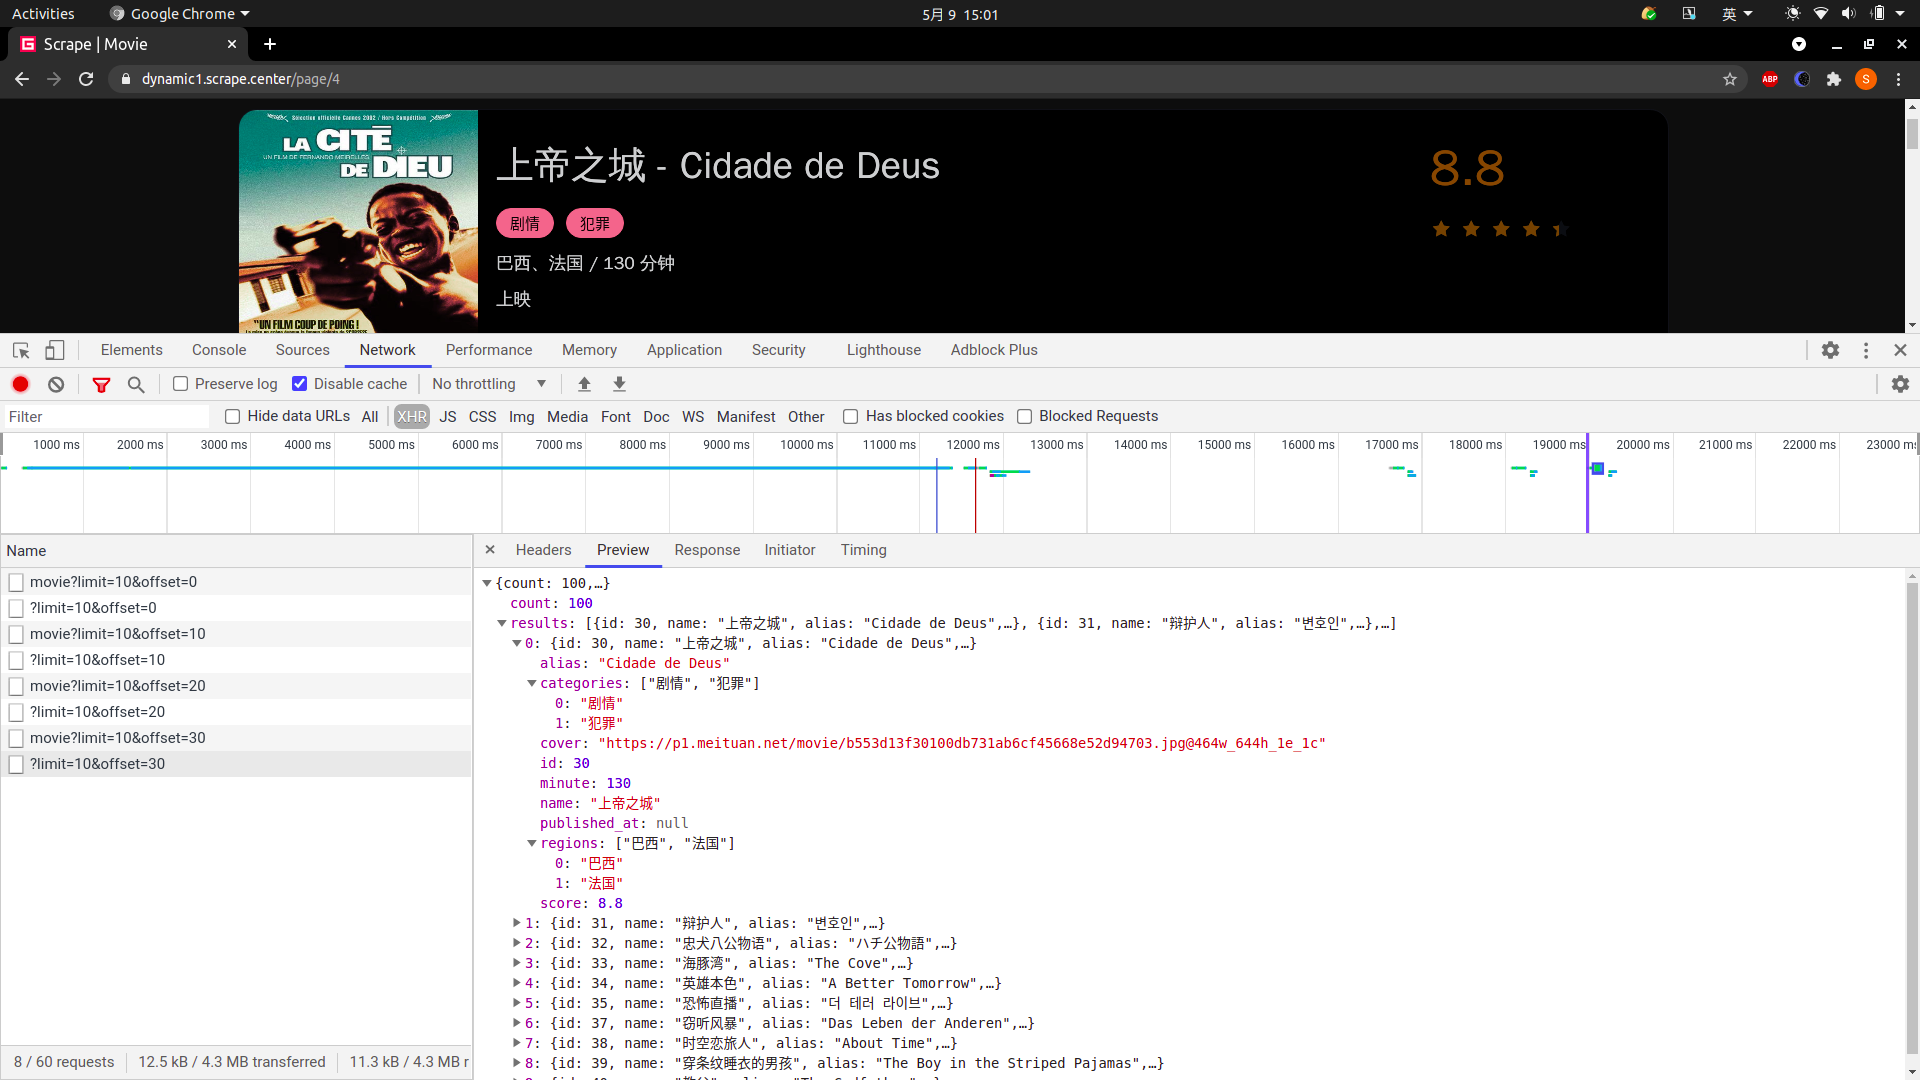 Activities
Google Chrome
5月 9 15:01
英
Scrape | Movie
dynamic1.scrape.center/page/4
ABP
S
Sélection officielle Cannes 2002 / Hors Compétition
LA CITÉ
UN FILM DE FERNANDO MEIRELLES
DE DIEU
"UN FILM COUP DE POING !
上帝之城 - Cidade de Deus
8.8
剧情
犯罪
巴西、法国 / 130 分钟
上映
Elements
Console
Sources
Network
Performance
Memory
Application
Security
Lighthouse
Adblock Plus
Preserve log
Disable cache
No throttling
Filter
Hide data URLs
All
XHR
JS
CSS
Img
Media
Font
Doc
WS
Manifest
Other
Has blocked cookies
Blocked Requests
1000 ms
2000 ms
3000 ms
4000 ms
5000 ms
6000 ms
7000 ms
8000 ms
9000 ms
10000 ms
11000 ms
12000 ms
13000 ms
14000 ms
15000 ms
16000 ms
17000 ms
18000 ms
19000 ms
20000 ms
21000 ms
22000 ms
23000 ms
Name
movie?limit=10&offset=0
?limit=10&offset=0
movie?limit=10&offset=10
?limit=10&offset=10
movie?limit=10&offset=20
?limit=10&offset=20
movie?limit=10&offset=30
?limit=10&offset=30
8 / 60 requests
12.5 kB / 4.3 MB transferred
11.3 kB / 4.3 MB r
Headers
Preview
Response
Initiator
Timing
{count: 100,…}
count: 100
results: [{id: 30, name: "上帝之城", alias: "Cidade de Deus",…}, {id: 31, name: "辩护人", alias: "변호인",…},…]
0: {id: 30, name: "上帝之城", alias: "Cidade de Deus",…}
alias: "Cidade de Deus"
categories: ["剧情", "犯罪"]
0: "剧情"
1: "犯罪"
cover: "https://p1.meituan.net/movie/b553d13f30100db731ab6cf45668e52d94703.jpg@464w_644h_1e_1c"
id: 30
minute: 130
name: "上帝之城"
published_at: null
regions: ["巴西", "法国"]
0: "巴西"
1: "法国"
score: 8.8
1: {id: 31, name: "辩护人", alias: "변호인",…}
2: {id: 32, name: "忠犬八公物语", alias: "ハチ公物語",…}
3: {id: 33, name: "海豚湾", alias: "The Cove",…}
4: {id: 34, name: "英雄本色", alias: "A Better Tomorrow",…}
5: {id: 35, name: "恐怖直播", alias: "더 테러 라이브",…}
6: {id: 37, name: "窃听风暴", alias: "Das Leben der Anderen",…}
7: {id: 38, name: "时空恋旅人", alias: "About Time",…}
8: {id: 39, name: "穿条纹睡衣的男孩", alias: "The Boy in the Striped Pajamas",…}